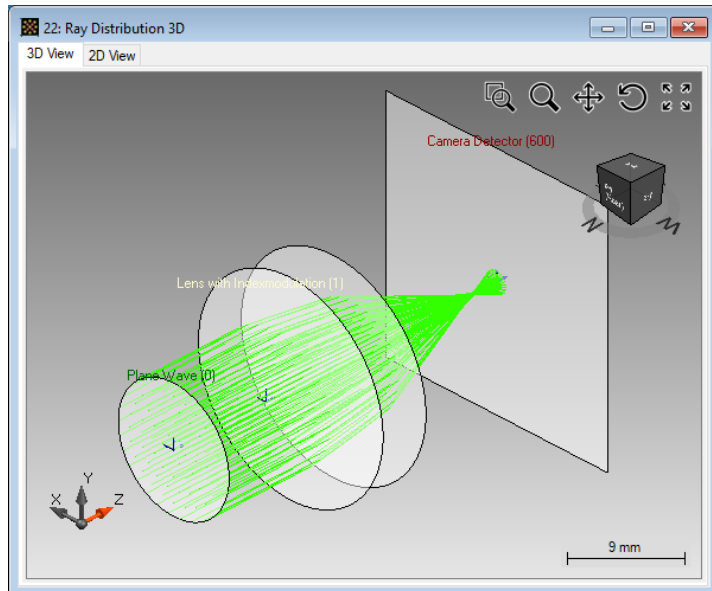 22: Ray Distribution 3D
3D View
2D View
Camera Detector (600)
Lens with Indexmodulation (1)
Plane Wave (0)
Y
X
Z
9 mm